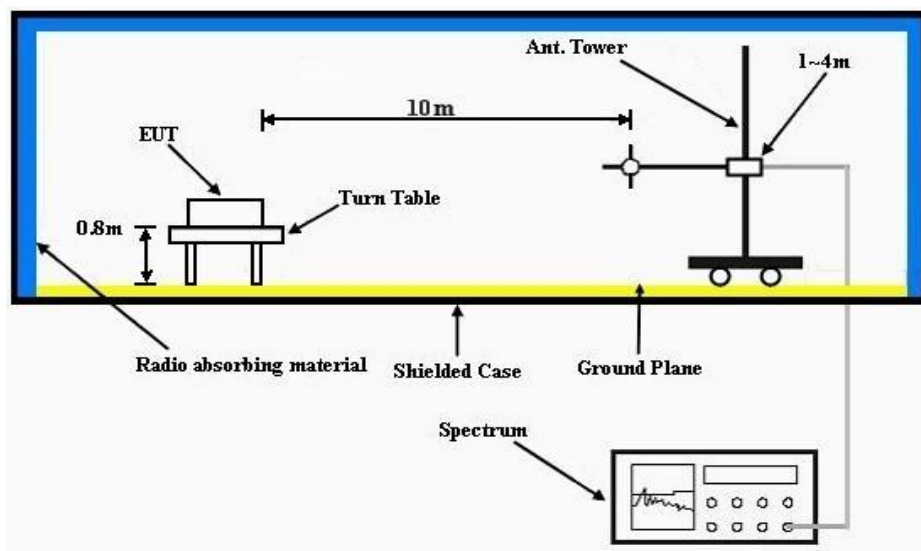 Ant. Tower
1~4m
10m
EUT
Turn Table
0.8m
Radio absorbing material
Shielded Case
Ground Plane
Spectrum